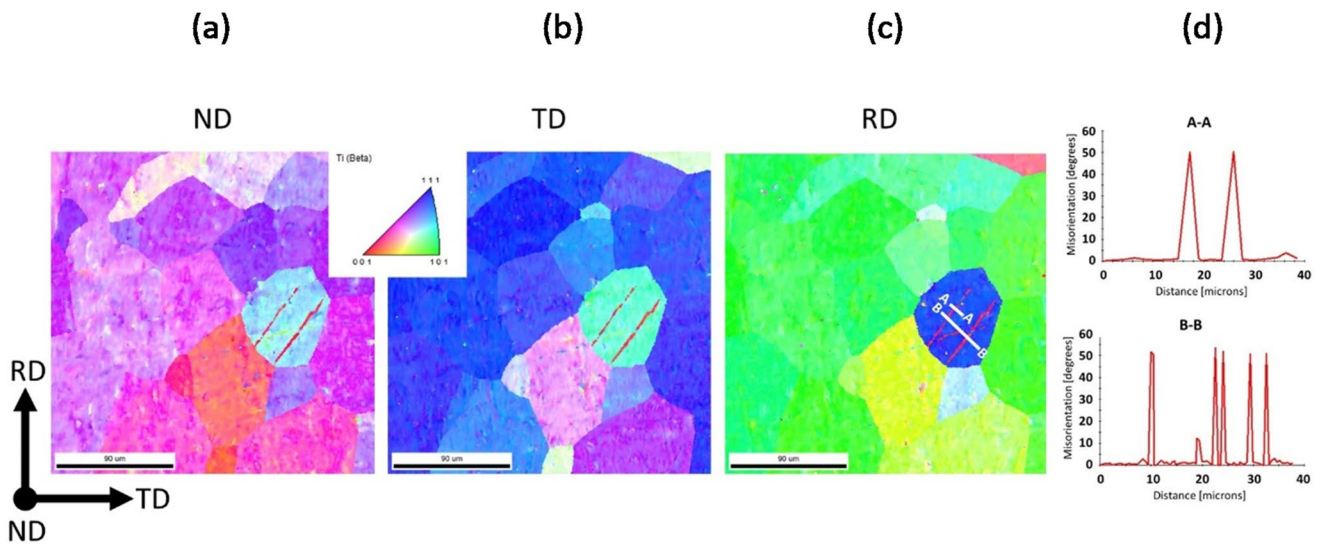 (a)
(b)
(c)
(d)
ND
TD
RD
Ti (Beta)
1 1 1
0 0 1
1 0 1
90 um
90 um
90 um
A
A
B
B
RD
TD
ND
A-A
Misorientation [degrees]
60
50
40
30
20
10
0
0 10 20 30 40
Distance [microns]
B-B
Misorientation [degrees]
60
50
40
30
20
10
0
0 10 20 30 40
Distance [microns]